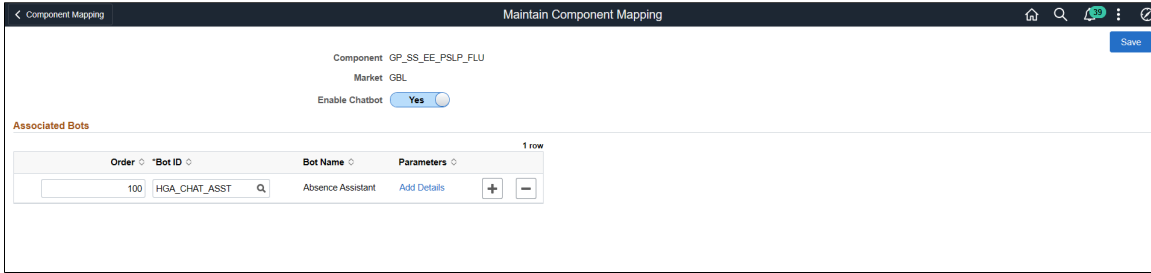 Component Mapping
Maintain Component Mapping
39
Save
Component GP_SS_EE_PSLP_FLU
Market GBL
Enable Chatbot Yes
Associated Bots
1 row
Order *Bot ID Bot Name Parameters
100 HGA_CHAT_ASST Absence Assistant Add Details